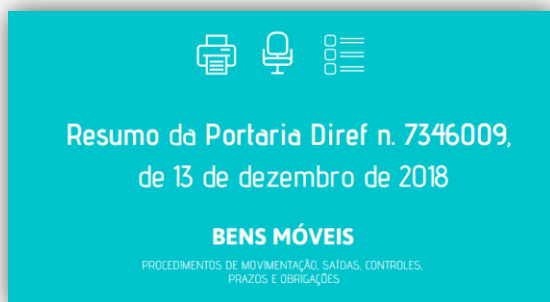 Resumo da Portaria Diref n. 7346009,
de 13 de dezembro de 2018
BENS MÓVEIS
PROCEDIMENTOS DE MOVIMENTAÇÃO, SAÍDAS, CONTROLES,
PRAZOS E OBRIGAÇÕES